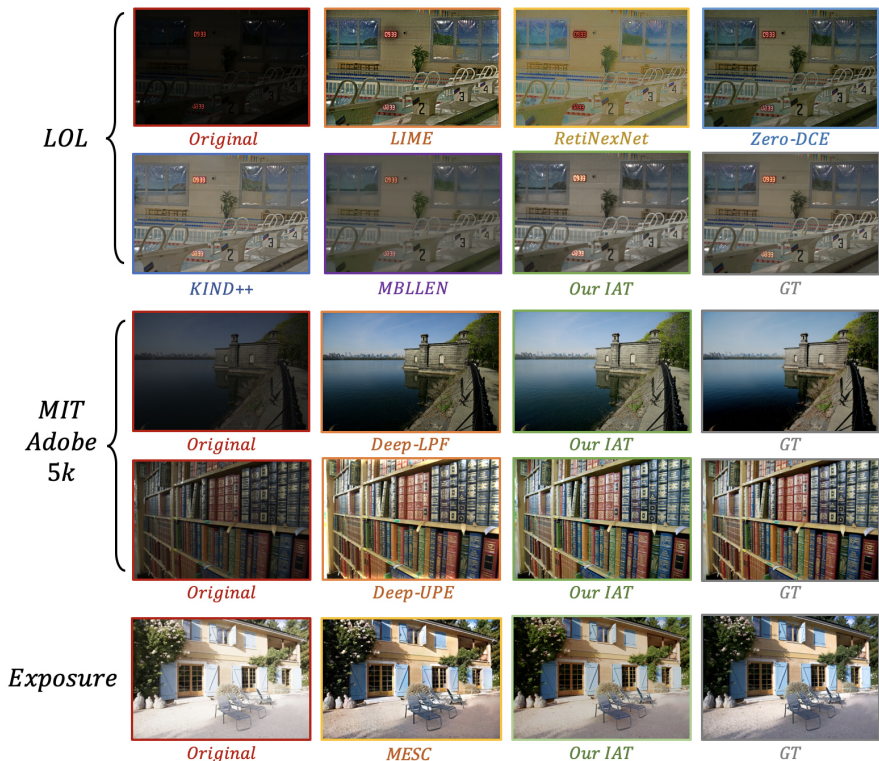 LOL
Original
LIME
RetiNexNet
Zero-DCE
KIND++
MBLLEN
Our IAT
GT
MIT
Adobe
5k
Original
Deep-LPF
Our IAT
GT
Original
Deep-UPE
Our IAT
GT
Exposure
Original
MESC
Our IAT
GT